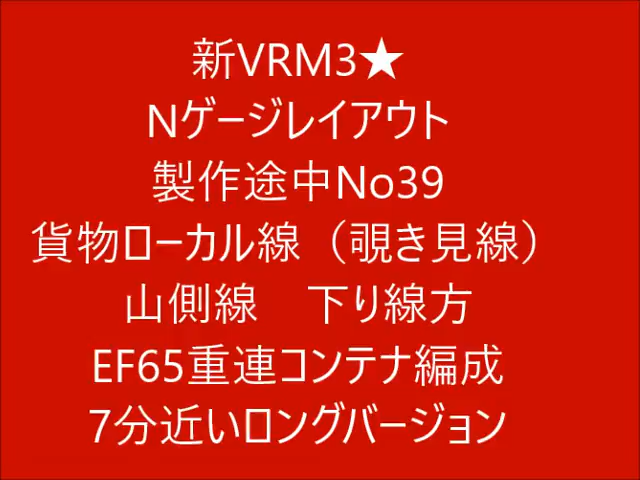 新VRM3★
Nゲージレイアウト
製作途中No39
貨物ローカル線（覗き見線）
山側線　下り線方
EF65重連コンテナ編成
7分近いロングバージョン